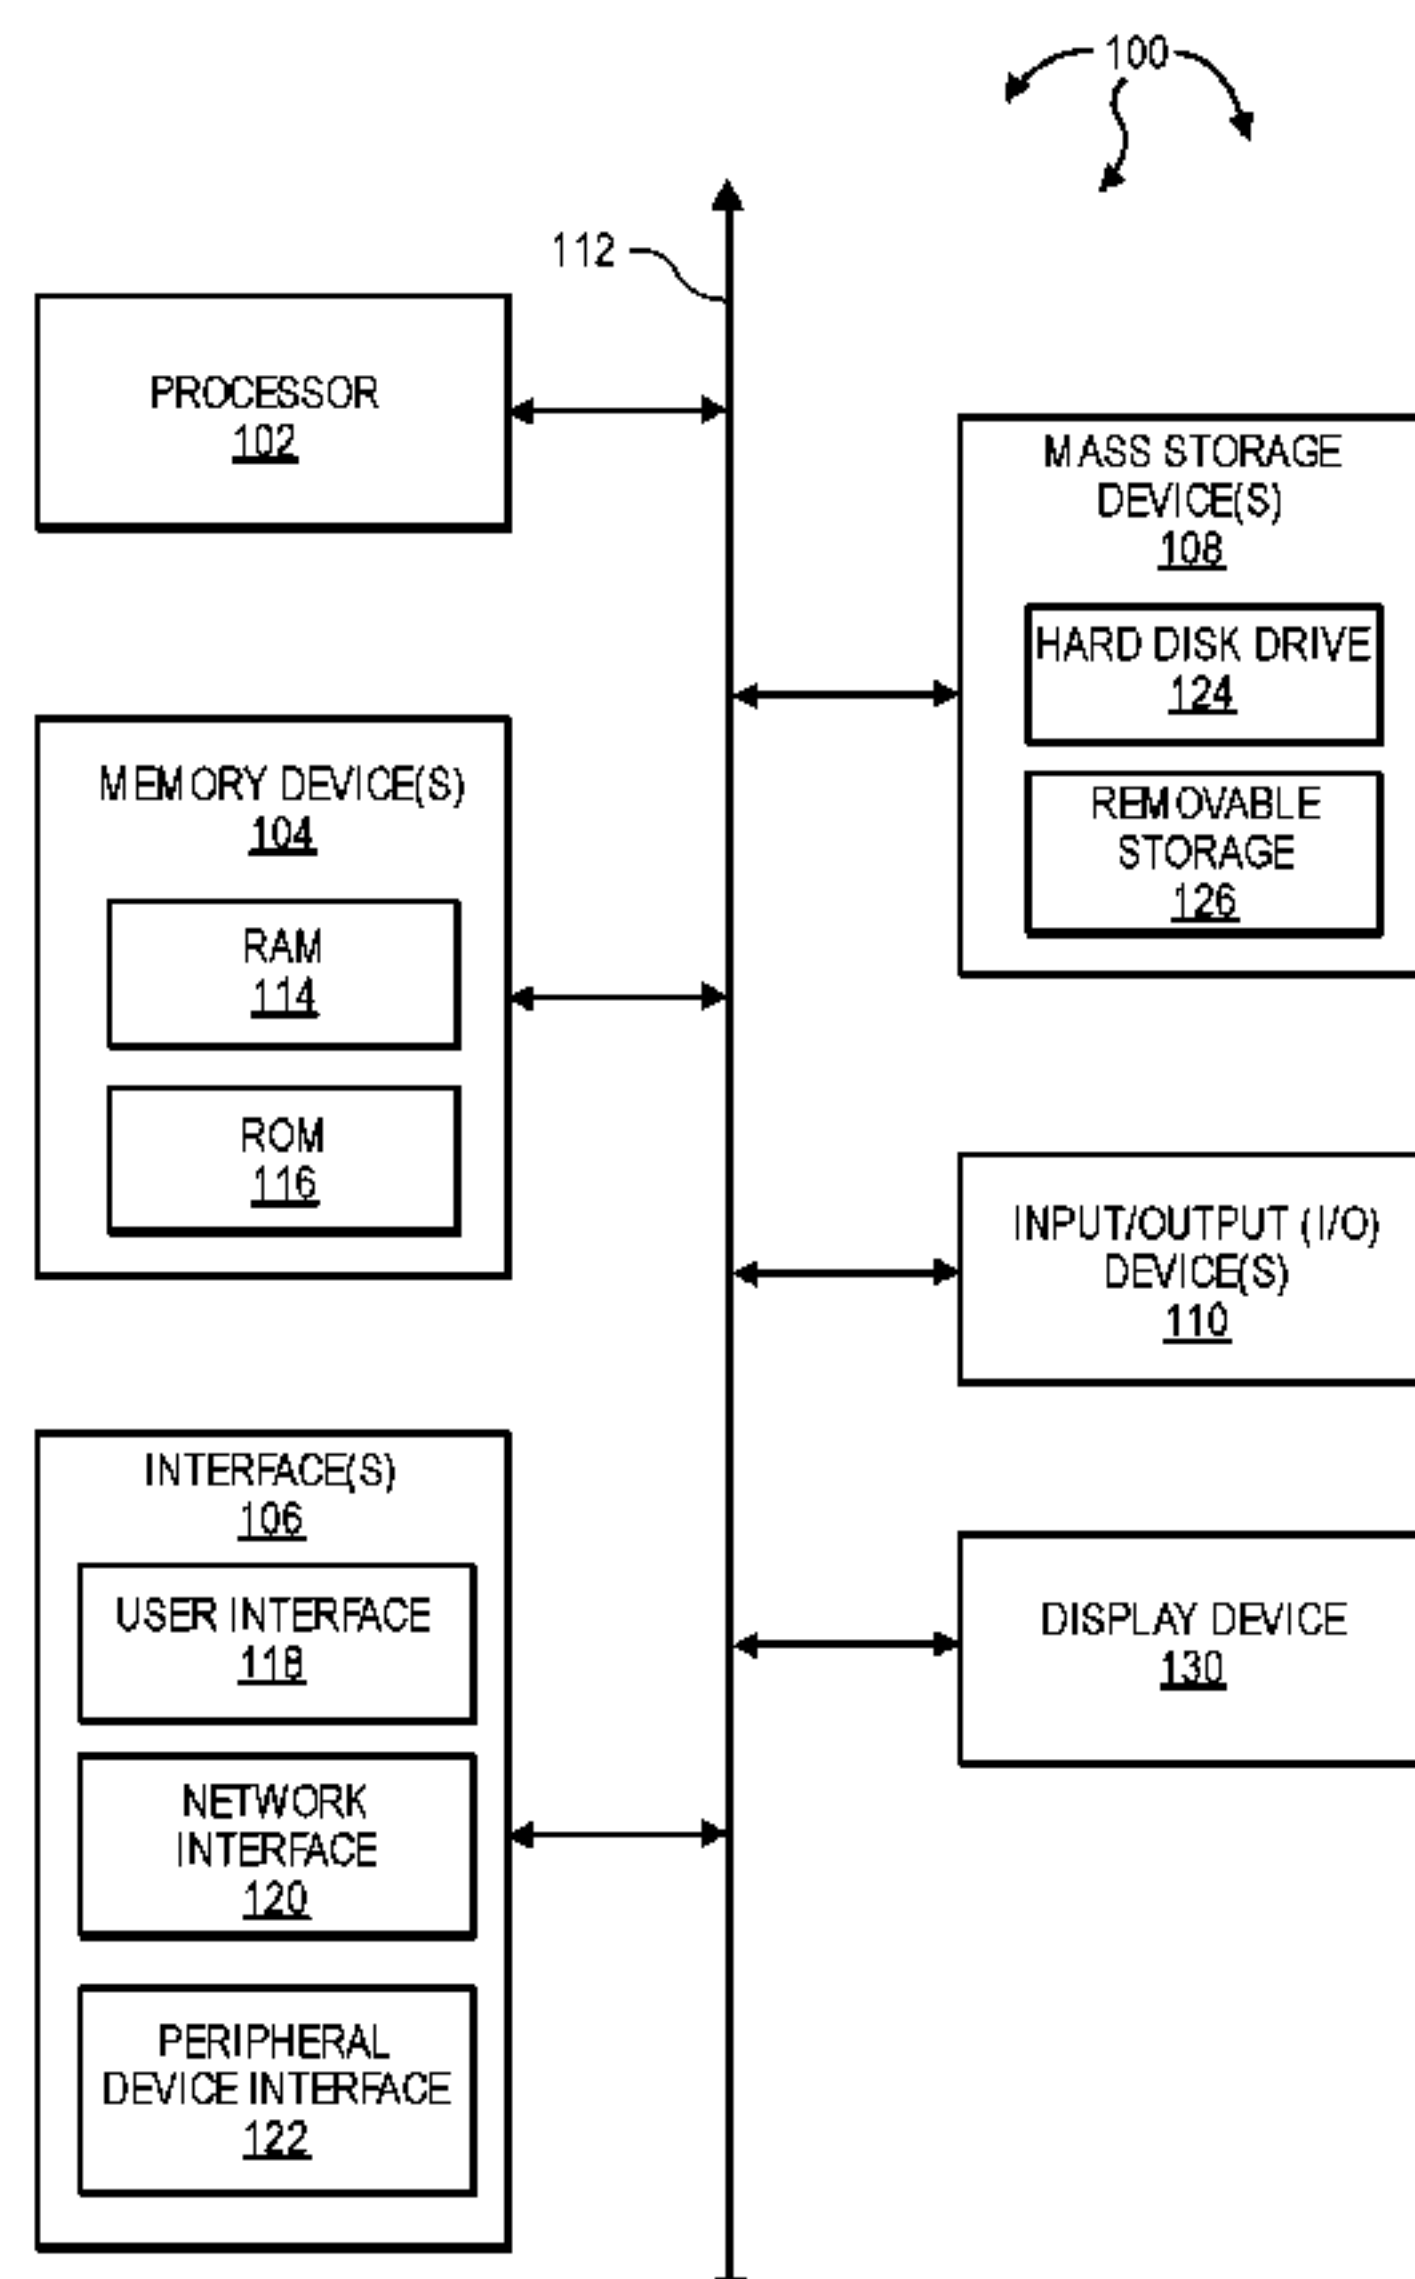 100
112
PROCESSOR
102
MEMORY DEVICE(S)
104
RAM
114
ROM
116
INTERFACE(S)
106
USER INTERFACE
118
NETWORK
INTERFACE
120
PERIPHERAL
DEVICE INTERFACE
122
MASS STORAGE
DEVICE(S)
108
HARD DISK DRIVE
124
REMOVABLE
STORAGE
126
INPUT/OUTPUT (I/O)
DEVICE(S)
110
DISPLAY DEVICE
130